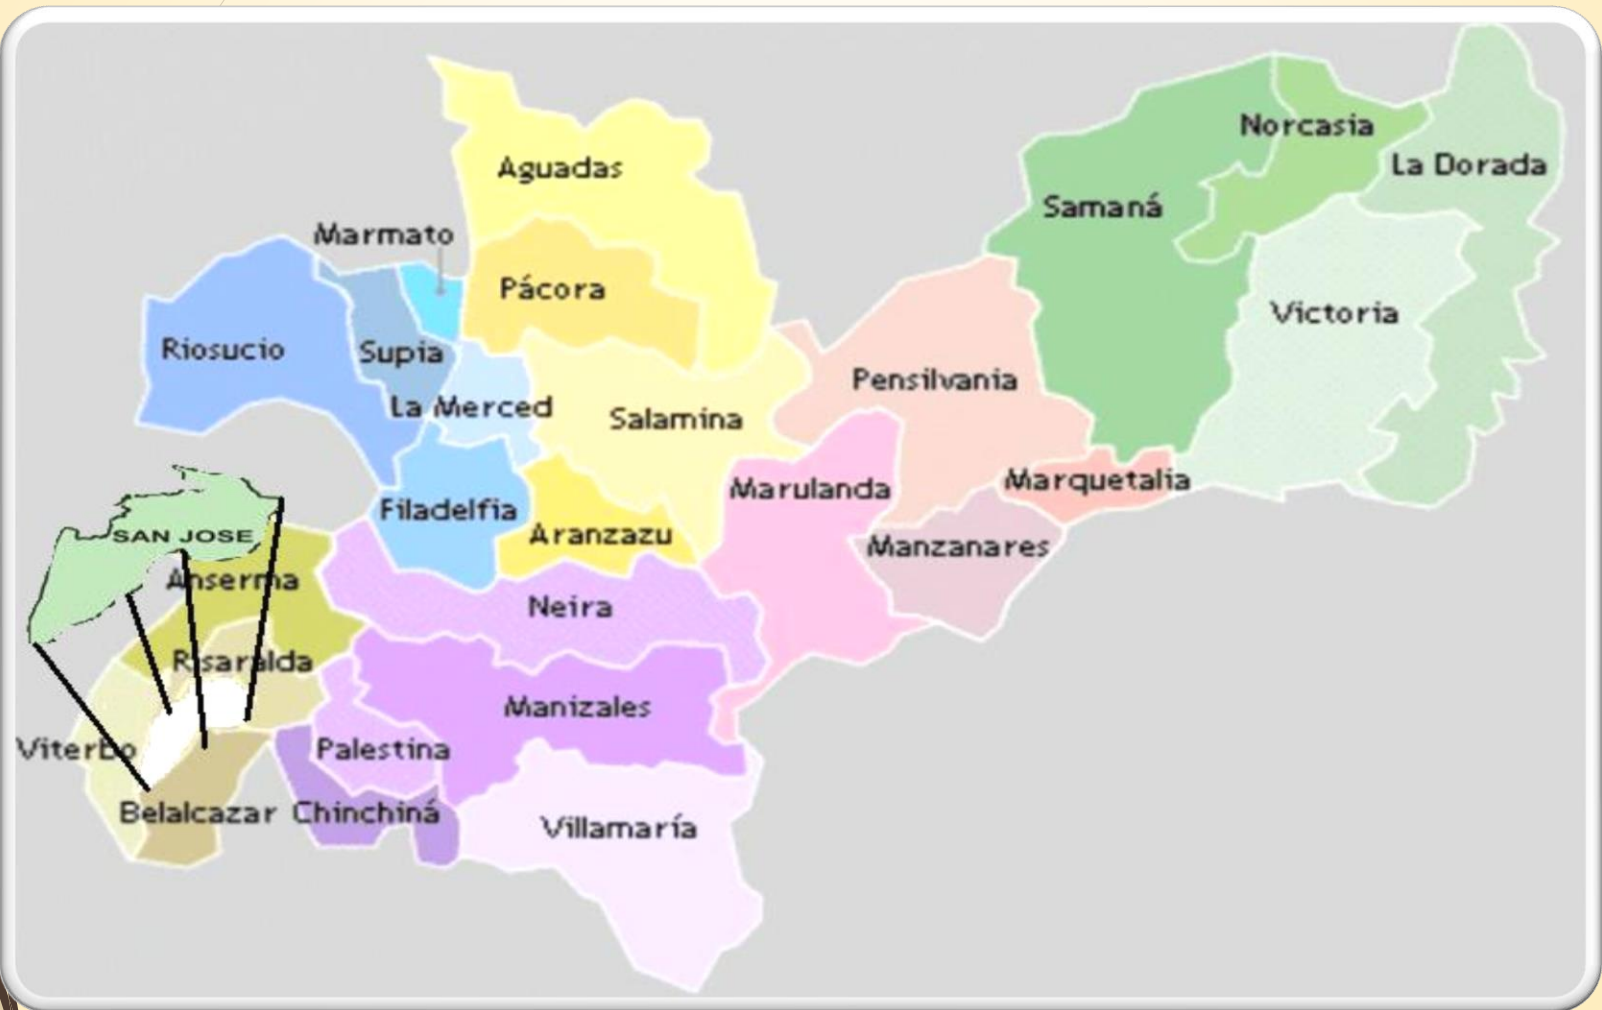 Norcasia
La Dorada
Aguadas
Samaná
Marmato
Pácora
Victoria
Riosucio
Supia
Pensilvania
La Merced
Salamina
Marquetalia
Marulanda
Filadelfia
Aranzazu
SAN JOSE
Manzanares
Anserma
Neira
Risaralda
Manizales
Viterbo
Palestina
Belalcazar
Chinchiná
Villamaría